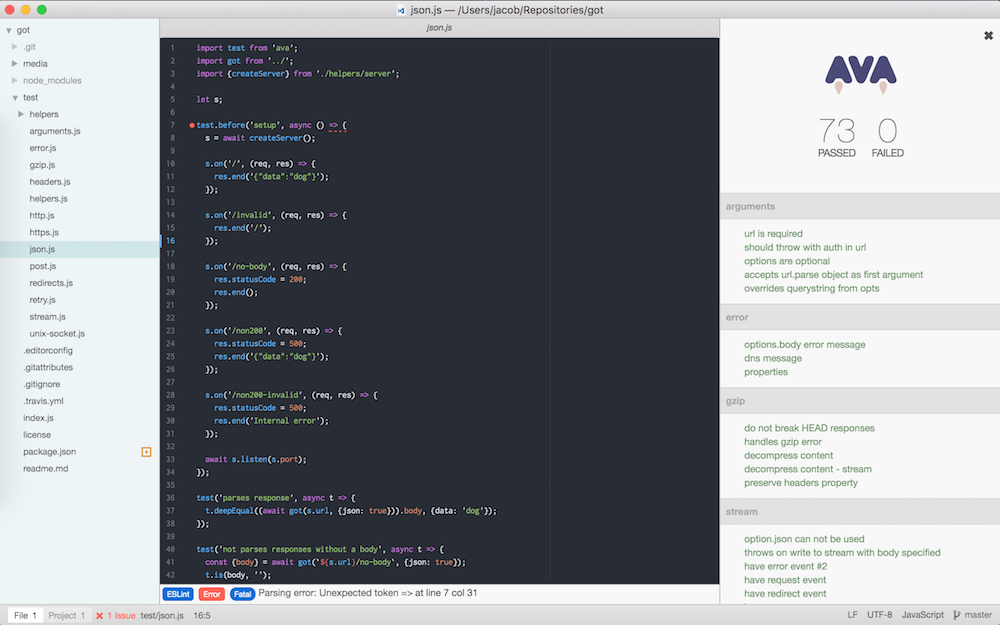 json.js — /Users/jacob/Repositories/got
got
.git
media
node_modules
test
helpers
arguments.js
error.js
gzip.js
headers.js
helpers.js
http.js
https.js
json.js
post.js
redirects.js
retry.js
stream.js
unix-socket.js
.editorconfig
.gitattributes
.gitignore
.travis.yml
index.js
license
package.json
readme.md
json.js
1 import test from 'ava';
2 import got from '../';
3 import {createServer} from './helpers/server';
4
5 let s;
6
7 test.before('setup', async () => {
8 s = await createServer();
9
10 s.on('/', (req, res) => {
11 res.end('{"data":"dog"}');
12 });
13
14 s.on('/invalid', (req, res) => {
15 res.end('/');
16 });
17
18 s.on('/no-body', (req, res) => {
19 res.statusCode = 200;
20 res.end();
21 });
22
23 s.on('/non200', (req, res) => {
24 res.statusCode = 500;
25 res.end('{"data":"dog"}');
26 });
27
28 s.on('/non200-invalid', (req, res) => {
29 res.statusCode = 500;
30 res.end('Internal error');
31 });
32
33 await s.listen(s.port);
34 });
35
36 test('parses response', async t => {
37 t.deepEqual((await got(s.url, {json: true})).body, {data: 'dog'});
38 });
39
40 test('not parses responses without a body', async t => {
41 const {body} = await got(`${s.url}/no-body`, {json: true});
42 t.is(body, '');
ESLint Error Fatal Parsing error: Unexpected token => at line 7 col 31
AVA
73 0
PASSED FAILED
arguments
url is required
should throw with auth in url
options are optional
accepts url.parse object as first argument
overrides querystring from opts
error
options.body error message
dns message
properties
gzip
do not break HEAD responses
handles gzip error
decompress content
decompress content - stream
preserve headers property
stream
option.json can not be used
throws on write to stream with body specified
have error event #2
have request event
have redirect event
File 1 Project 1 1 Issue test/json.js 16:5 LF UTF-8 JavaScript master